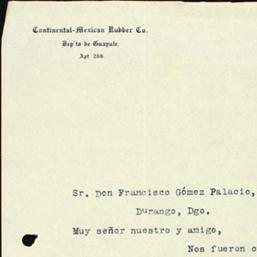 Continental-Mexican Rubber Co.
Dep'to de Guayule.
Apt 266.
Sr. Don Francisco Gómez Palacio,
Durango, Dgo.
Muy señor nuestro y amigo,
Nos fueron o